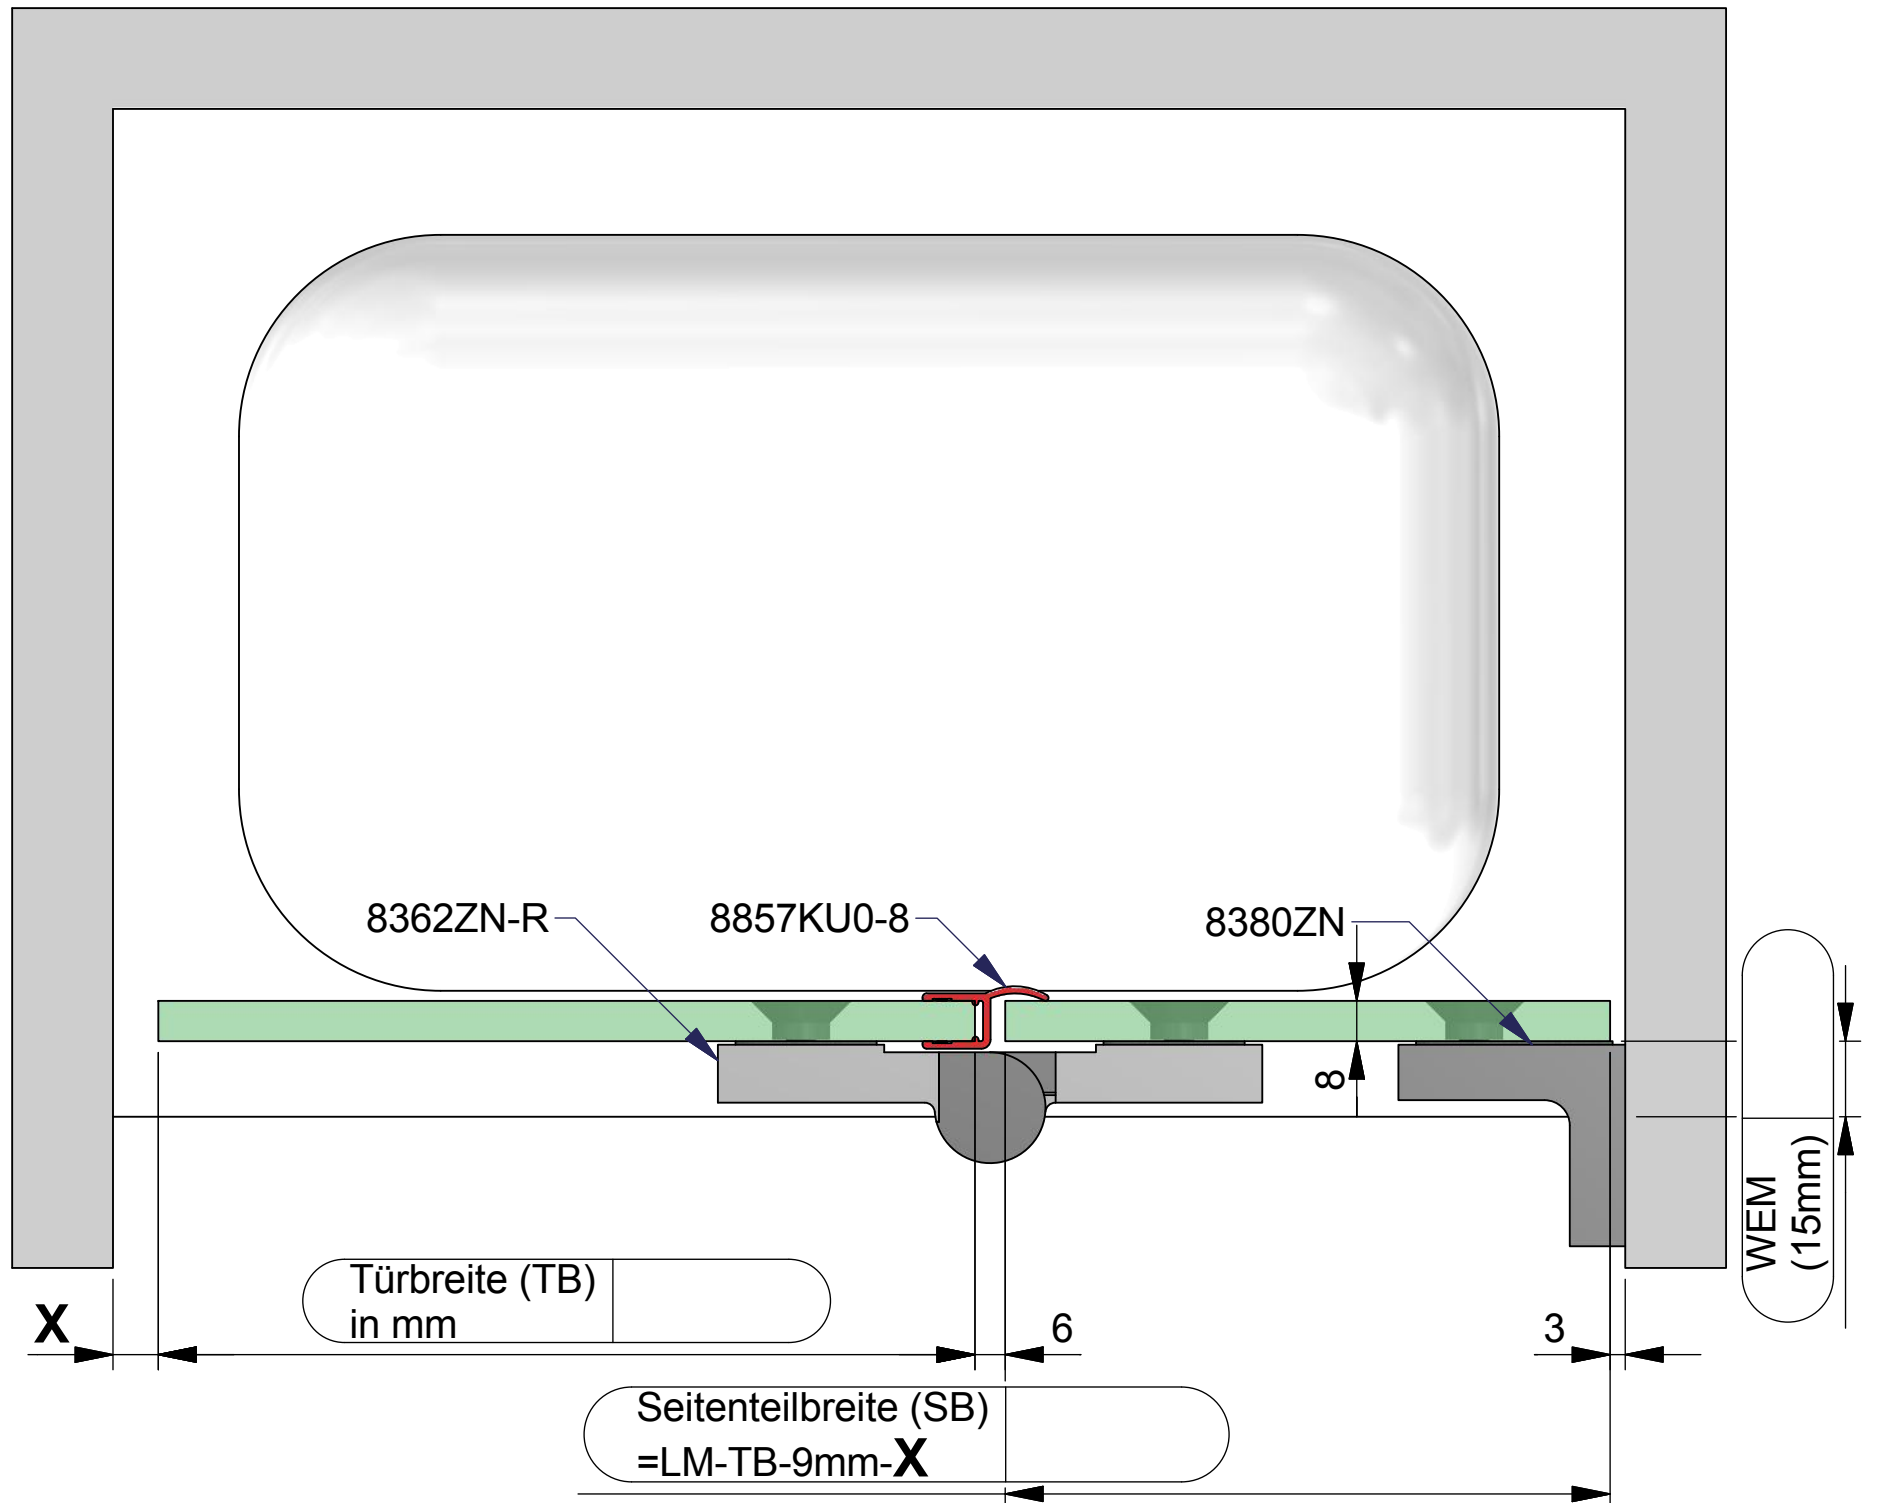 8362ZN-R
8857KU0-8
8380ZN
8
WEM
(15mm)
Türbreite (TB)
in mm
X
6
3
Seitenteilbreite (SB)
=LM-TB-9mm-X